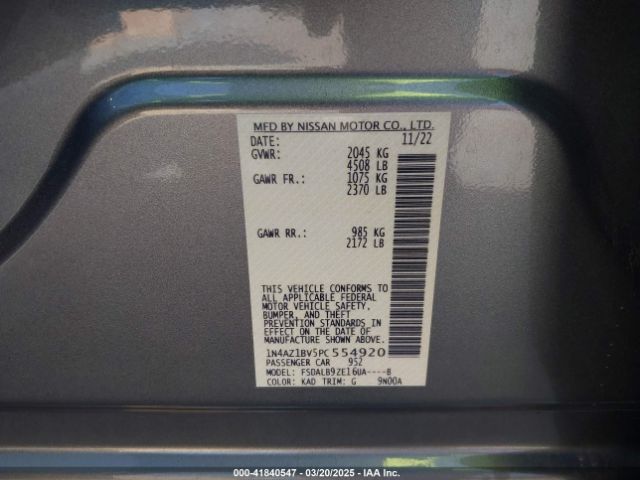 MFD BY NISSAN MOTOR CO., LTD.
DATE: 11/22
GVWR: 2045 KG
4508 LB
GAWR FR.: 1075 KG
2370 LB
GAWR RR.: 985 KG
2172 LB
THIS VEHICLE CONFORMS TO
ALL APPLICABLE FEDERAL
MOTOR VEHICLE SAFETY,
BUMPER, AND THEFT
PREVENTION STANDARDS IN
EFFECT ON THE DATE OF
MANUFACTURE SHOWN ABOVE.
1N4AZ1BV5PC554920
PASSENGER CAR 952
MODEL: FSDALB9ZE16UA----B
COLOR: KAD TRIM: G 9N00A
000-41840547 - 03/20/2025 - IAA Inc.